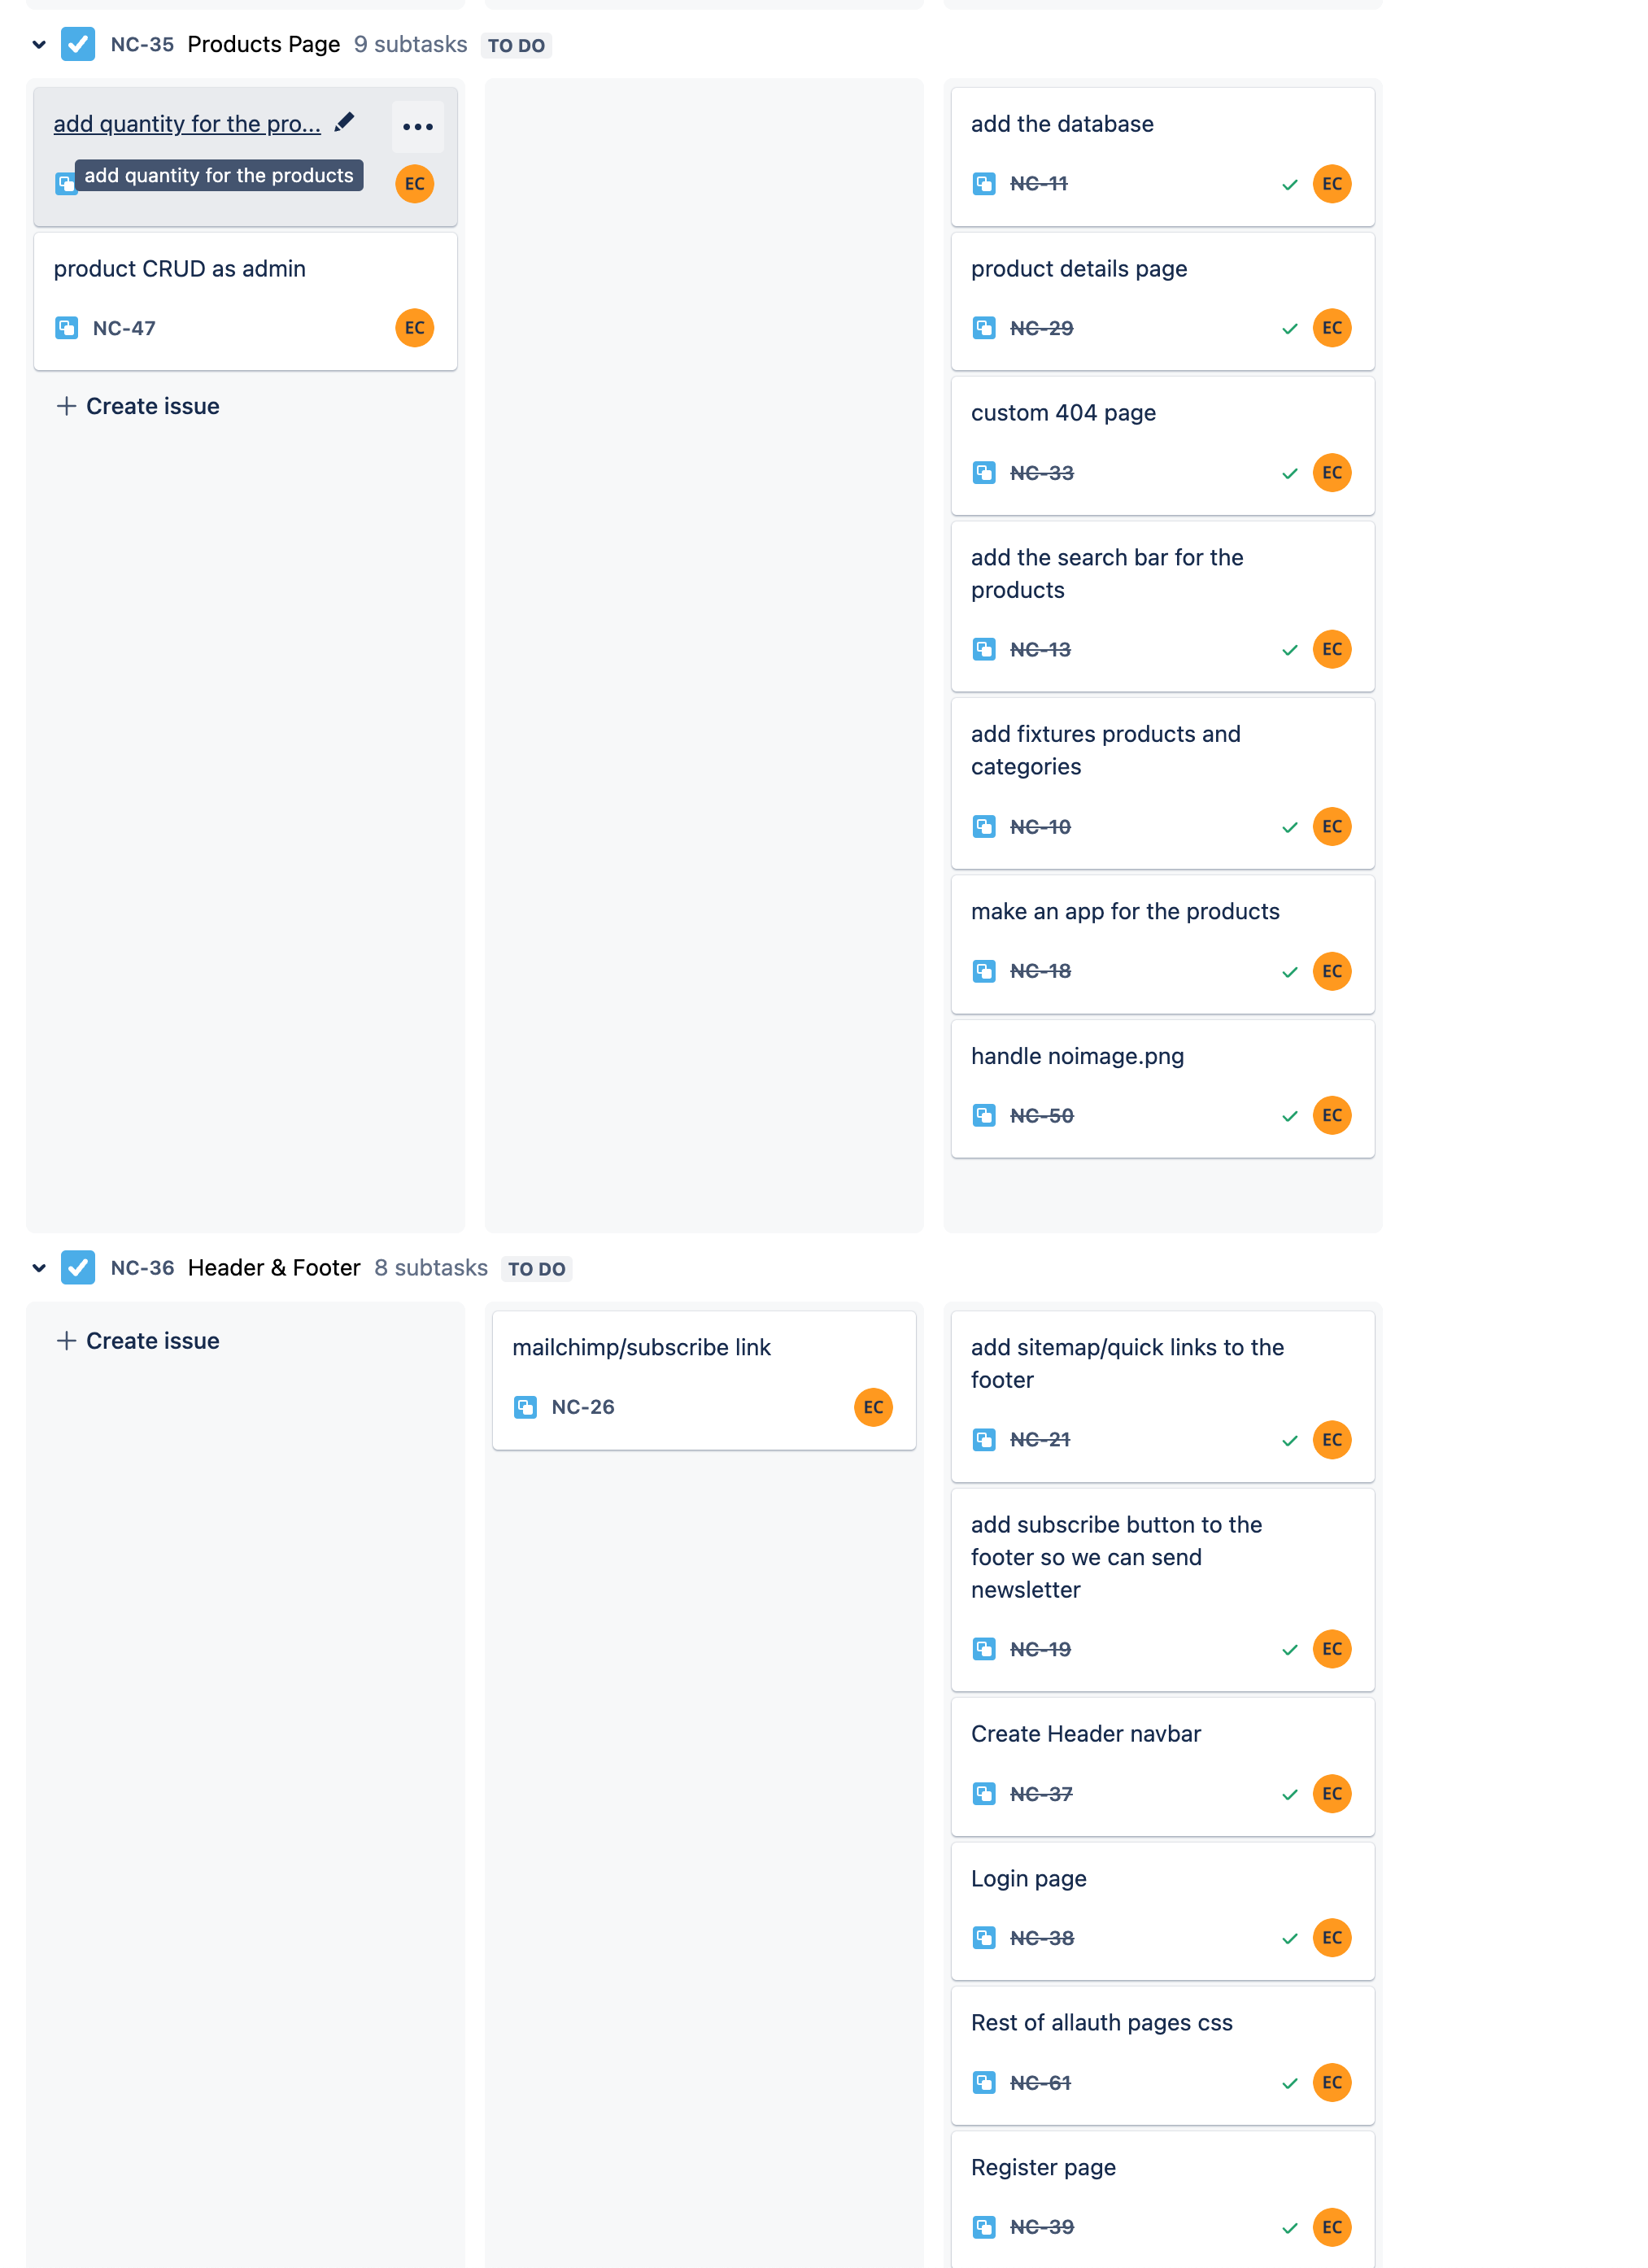 NC-35 Products Page 9 subtasks TO DO
add quantity for the pro...
add quantity for the products
EC
product CRUD as admin
NC-47 EC
+ Create issue
add the database
NC-11 EC
product details page
NC-29 EC
custom 404 page
NC-33 EC
add the search bar for the
products
NC-13 EC
add fixtures products and
categories
NC-10 EC
make an app for the products
NC-18 EC
handle noimage.png
NC-50 EC
NC-36 Header & Footer 8 subtasks TO DO
+ Create issue
mailchimp/subscribe link
NC-26 EC
add sitemap/quick links to the
footer
NC-21 EC
add subscribe button to the
footer so we can send
newsletter
NC-19 EC
Create Header navbar
NC-37 EC
Login page
NC-38 EC
Rest of allauth pages css
NC-61 EC
Register page
NC-39 EC